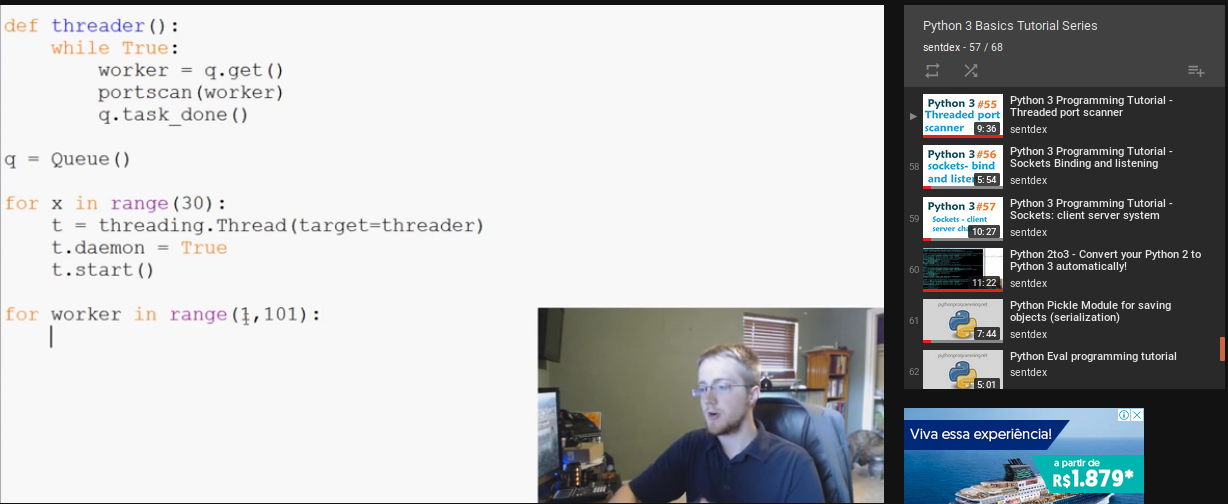 def threader():
while True:
worker = q.get()
portscan(worker)
q.task_done()
q = Queue()
for x in range(30):
t = threading.Thread(target=threader)
t.daemon = True
t.start()
for worker in range(1,101):
Python 3 Basics Tutorial Series
sentdex - 57 / 68
Python 3 #55
Threaded port
scanner
9:36
Python 3 Programming Tutorial -
Threaded port scanner
sentdex
58
Python 3 #56
sockets- bind
and listen
5:54
Python 3 Programming Tutorial -
Sockets Binding and listening
sentdex
59
Python 3 #57
Sockets - client
server
10:27
Python 3 Programming Tutorial -
Sockets: client server system
sentdex
60
11:22
Python 2to3 - Convert your Python 2 to
Python 3 automatically!
sentdex
61
pythonprogramming.net
7:44
Python Pickle Module for saving
objects (serialization)
sentdex
62
pythonprogramming.net
5:01
Python Eval programming tutorial
sentdex
Viva essa experiência!
a partir de
R$1.879*